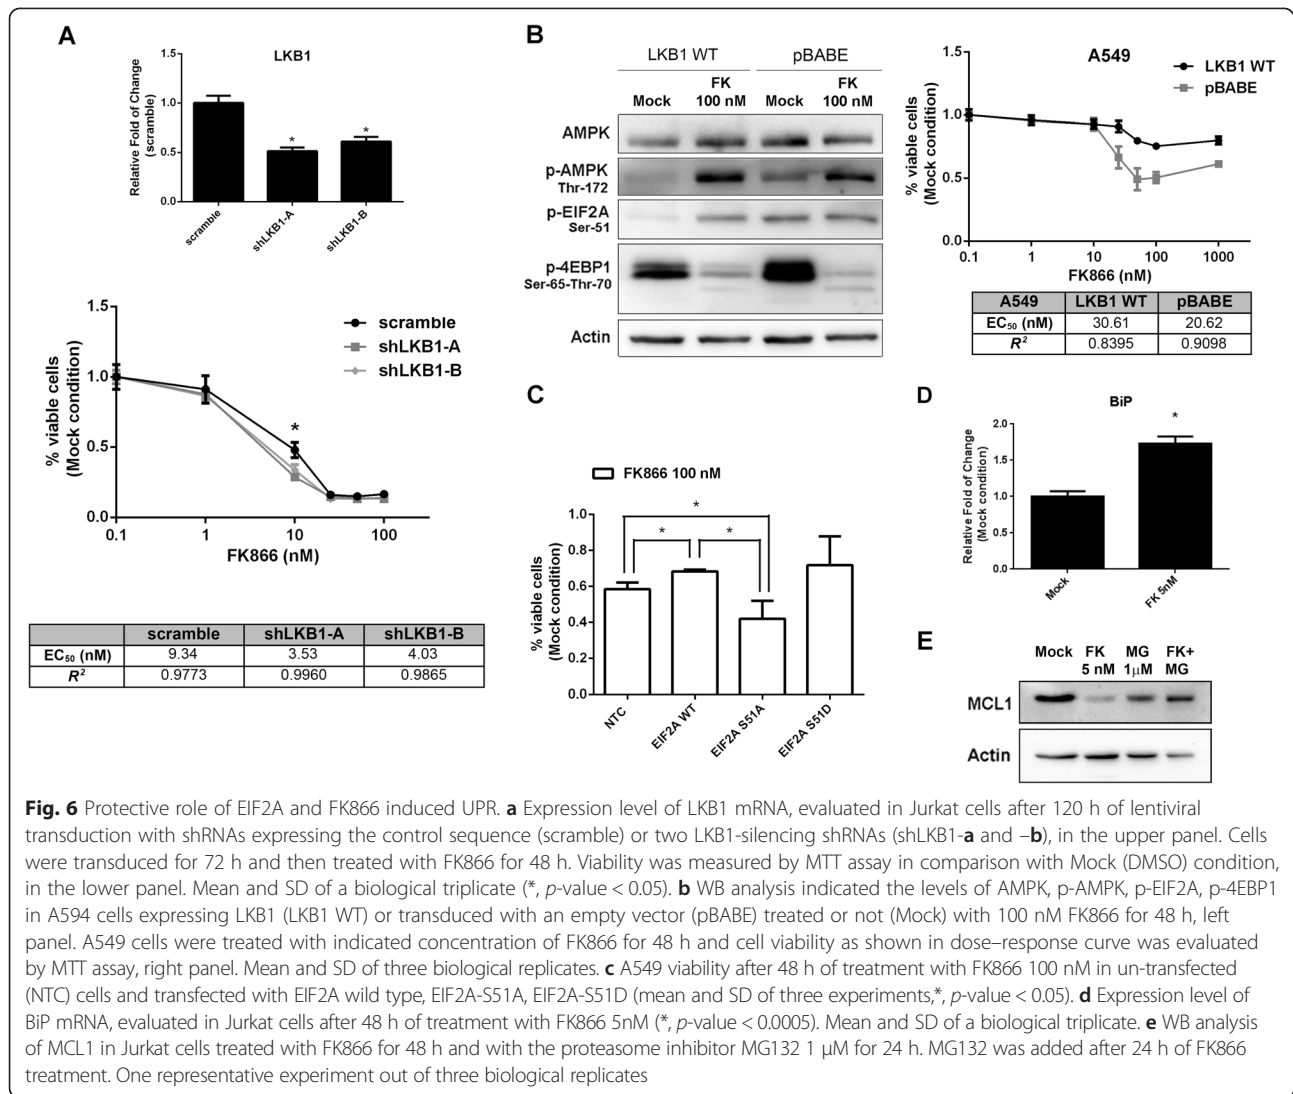 A
LKB1
Relative Fold of Change
(scramble)
1.5
1.0
0.5
0.0
*
*
scramble
shLKB1-A
shLKB1-B
% viable cells
(Mock condition)
1.5
1.0
0.5
0.0
*
scramble
shLKB1-A
shLKB1-B
0.1
1
10
100
FK866 (nM)
scramble shLKB1-A shLKB1-B
EC50 (nM) 9.34 3.53 4.03
R2 0.9773 0.9960 0.9865
B
LKB1 WT pBABE
FK FK
Mock 100 nM Mock 100 nM
AMPK
p-AMPK
Thr-172
p-EIF2A
Ser-51
p-4EBP1
Ser-65-Thr-70
Actin
A549
LKB1 WT
pBABE
% viable cells
(Mock condition)
1.5
1.0
0.5
0.0
0.1 1 10 100 1000
FK866 (nM)
A549 LKB1 WT pBABE
EC50 (nM) 30.61 20.62
R2 0.8395 0.9098
C
FK866 100 nM
% viable cells
(Mock condition)
1.0
0.8
0.6
0.4
0.2
0.0
*
* *
NTC
EIF2A WT
EIF2A S51A
EIF2A S51D
D
BiP
Relative Fold of Change
(Mock condition)
2.0
1.5
1.0
0.5
0.0
*
Mock
FK 5nM
E
Mock FK MG FK+
5 nM 1μM MG
MCL1
Actin
Fig. 6 Protective role of EIF2A and FK866 induced UPR. a Expression level of LKB1 mRNA, evaluated in Jurkat cells after 120 h of lentiviral
transduction with shRNAs expressing the control sequence (scramble) or two LKB1-silencing shRNAs (shLKB1-a and –b), in the upper panel. Cells
were transduced for 72 h and then treated with FK866 for 48 h. Viability was measured by MTT assay in comparison with Mock (DMSO) condition,
in the lower panel. Mean and SD of a biological triplicate (*, p-value < 0.05). b WB analysis indicated the levels of AMPK, p-AMPK, p-EIF2A, p-4EBP1
in A594 cells expressing LKB1 (LKB1 WT) or transduced with an empty vector (pBABE) treated or not (Mock) with 100 nM FK866 for 48 h, left
panel. A549 cells were treated with indicated concentration of FK866 for 48 h and cell viability as shown in dose–response curve was evaluated
by MTT assay, right panel. Mean and SD of three biological replicates. c A549 viability after 48 h of treatment with FK866 100 nM in un-transfected
(NTC) cells and transfected with EIF2A wild type, EIF2A-S51A, EIF2A-S51D (mean and SD of three experiments,*, p-value < 0.05). d Expression level of
BiP mRNA, evaluated in Jurkat cells after 48 h of treatment with FK866 5nM (*, p-value < 0.0005). Mean and SD of a biological triplicate. e WB analysis
of MCL1 in Jurkat cells treated with FK866 for 48 h and with the proteasome inhibitor MG132 1 μM for 24 h. MG132 was added after 24 h of FK866
treatment. One representative experiment out of three biological replicates